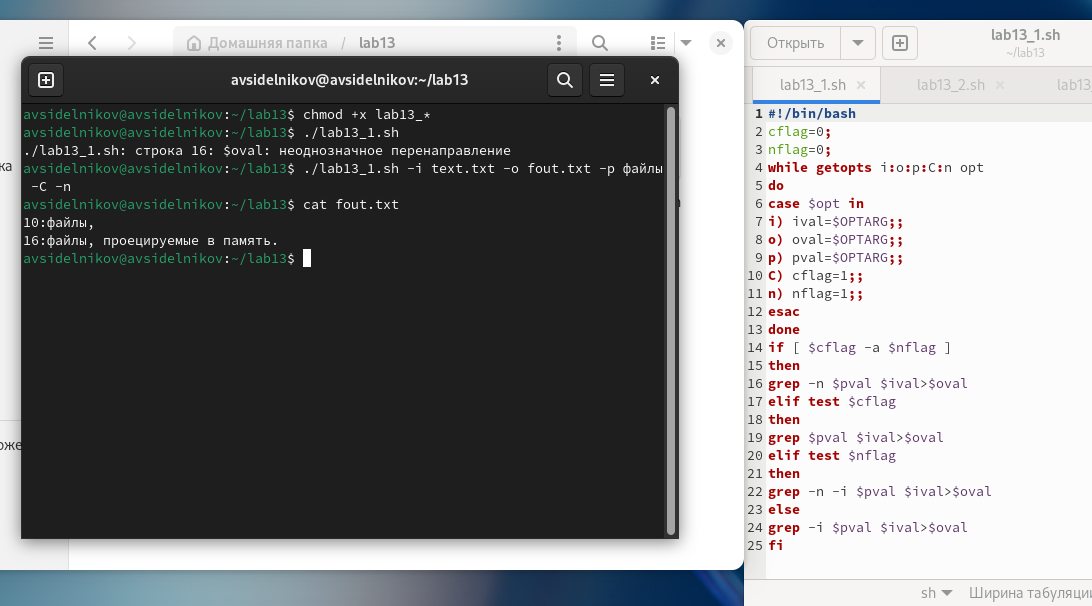 Домашняя папка / lab13
avsidelnikov@avsidelnikov:~/lab13
avsidelnikov@avsidelnikov:~/lab13$ chmod +x lab13_*
avsidelnikov@avsidelnikov:~/lab13$ ./lab13_1.sh
./lab13_1.sh: строка 16: $oval: неоднозначное перенаправление
avsidelnikov@avsidelnikov:~/lab13$ ./lab13_1.sh -i text.txt -o fout.txt -p файлы
-C -n
avsidelnikov@avsidelnikov:~/lab13$ cat fout.txt
10:файлы,
16:файлы, проецируемые в память.
avsidelnikov@avsidelnikov:~/lab13$
Открыть
lab13_1.sh
~/lab13
lab13_1.sh
lab13_2.sh
lab13
1 #!/bin/bash
2 cflag=0;
3 nflag=0;
4 while getopts i:o:p:C:n opt
5 do
6 case $opt in
7 i) ival=$OPTARG;;
8 o) oval=$OPTARG;;
9 p) pval=$OPTARG;;
10 C) cflag=1;;
11 n) nflag=1;;
12 esac
13 done
14 if [ $cflag -a $nflag ]
15 then
16 grep -n $pval $ival>$oval
17 elif test $cflag
18 then
19 grep $pval $ival>$oval
20 elif test $nflag
21 then
22 grep -n -i $pval $ival>$oval
23 else
24 grep -i $pval $ival>$oval
25 fi
sh
Ширина табуляци